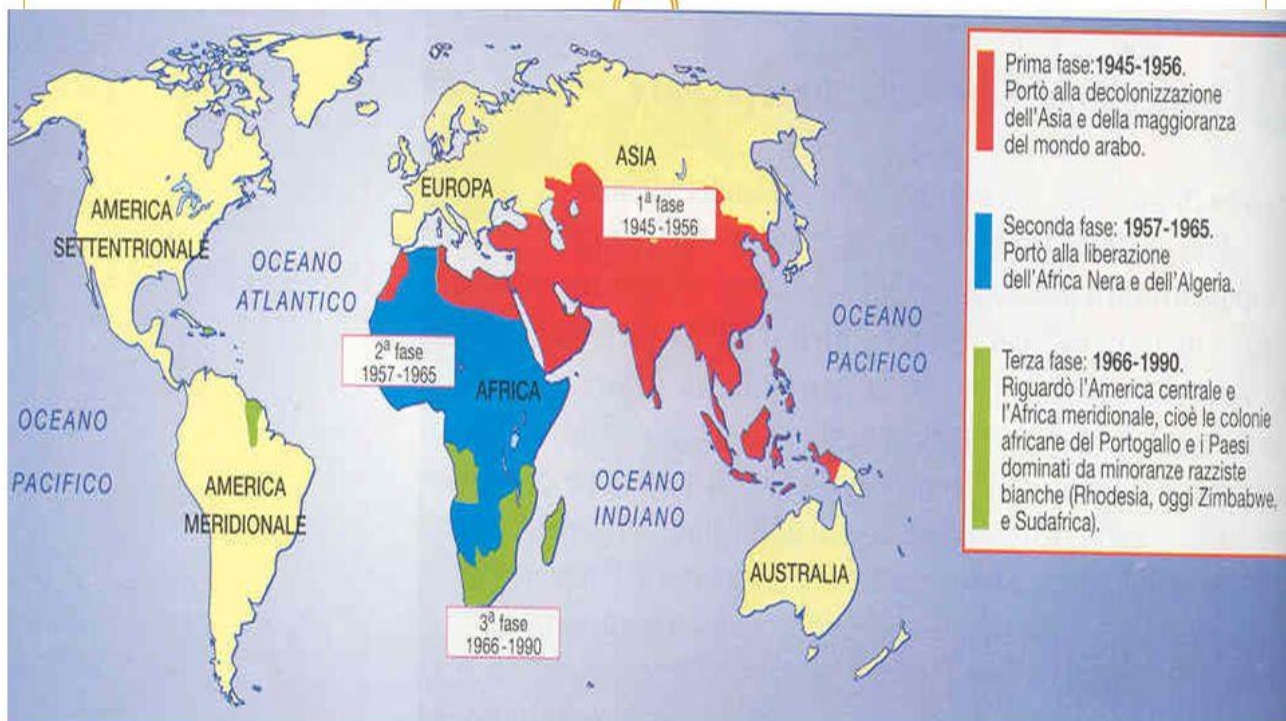 Prima fase:1945-1956.
Portò alla decolonizzazione
dell'Asia e della maggioranza
del mondo arabo.
Seconda fase: 1957-1965.
Portò alla liberazione
dell'Africa Nera e dell'Algeria.
Terza fase: 1966-1990.
Riguardò l'America centrale e
l'Africa meridionale, cioè le colonie
africane del Portogallo e i Paesi
dominati da minoranze razziste
bianche (Rhodesia, oggi Zimbabwe,
e Sudafrica).
ASIA
EUROPA
1ª fase
1945-1956
AMERICA
SETTENTRIONALE
OCEANO
ATLANTICO
OCEANO
PACIFICO
2ª fase
1957-1965
AFRICA
OCEANO
PACIFICO
AMERICA
MERIDIONALE
OCEANO
INDIANO
AUSTRALIA
3ª fase
1966-1990